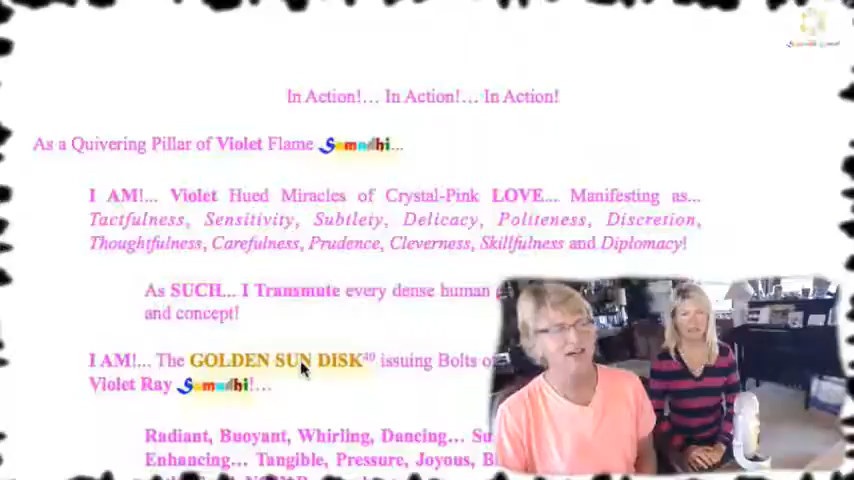 In Action!… In Action!… In Action!
As a Quivering Pillar of Violet Flame Samadhi...
I AM!... Violet Hued Miracles of Crystal-Pink LOVE... Manifesting as...
Tactfulness, Sensitivity, Subtlety, Delicacy, Politeness, Discretion,
Thoughtfulness, Carefulness, Prudence, Cleverness, Skillfulness and Diplomacy!
As SUCH... I Transmute every dense human
and concept!
I AM!... The GOLDEN SUN DISK40 issuing Bolts of
Violet Ray Samadhi!...
Radiant, Buoyant, Whirling, Dancing...
Enhancing... Tangible, Pressure, Joyous,